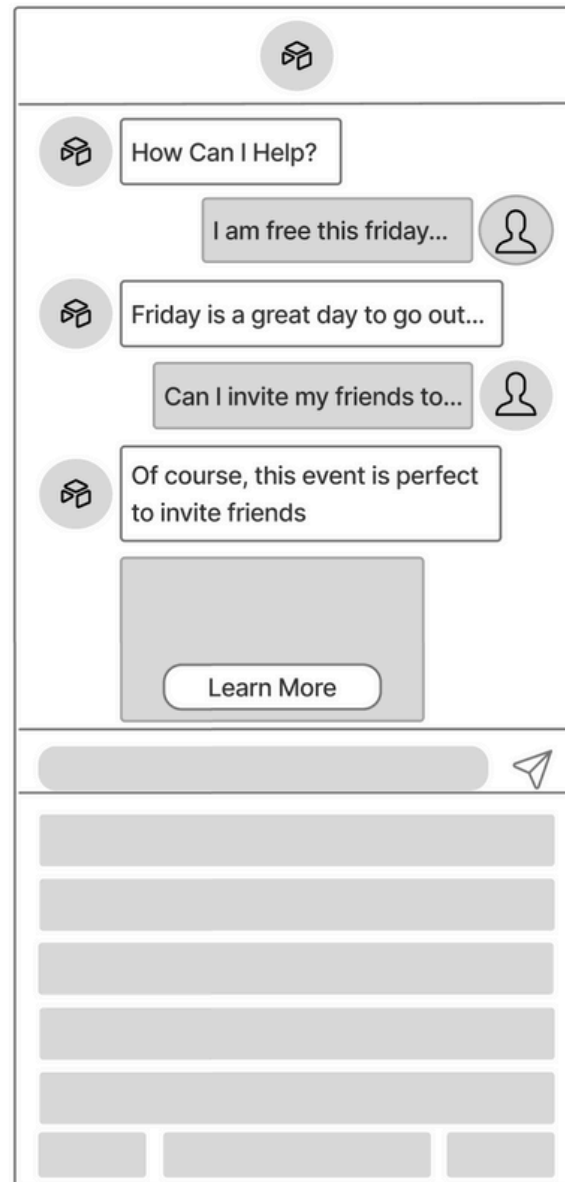 How Can I Help?
I am free this friday...
Friday is a great day to go out...
Can I invite my friends to...
Of course, this event is perfect
to invite friends
Learn More